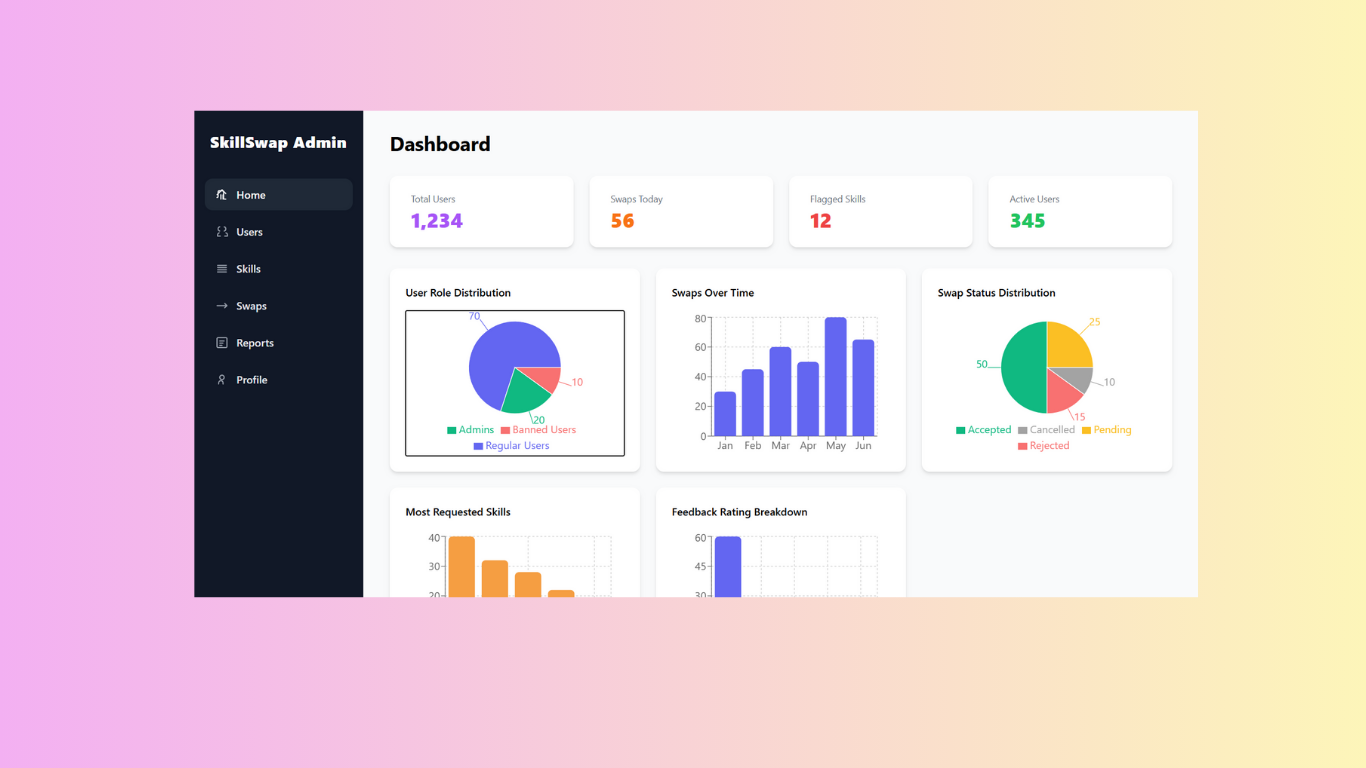 SkillSwap Admin
Home
Users
Skills
Swaps
Reports
Profile
Dashboard
Total Users
1,234
Swaps Today
56
Flagged Skills
12
Active Users
345
User Role Distribution
70
10
20
Admins Banned Users
Regular Users
Swaps Over Time
80
60
40
20
0
Jan Feb Mar Apr May Jun
Swap Status Distribution
25
50
10
15
Accepted Cancelled Pending
Rejected
Most Requested Skills
40
30
20
Feedback Rating Breakdown
60
45
30